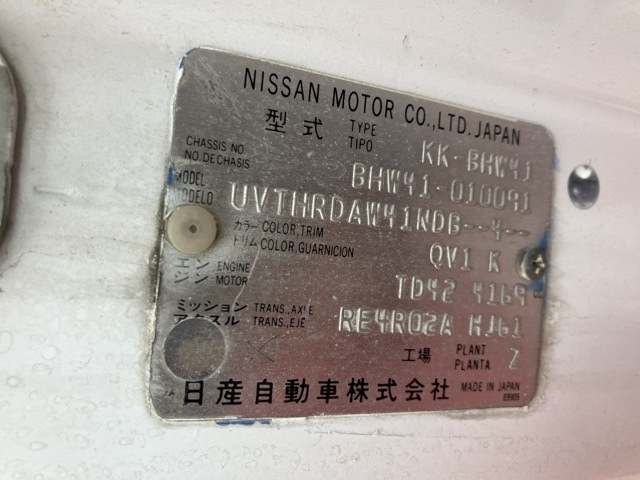 NISSAN MOTOR CO.,LTD.JAPAN
型式 TYPE TIPO KK-BHW41
CHASSIS NO NO.DE CHASIS BHW41-010091
MODEL MODELO UVTHRDAW41NDB--4--
カラー COLOR,TRIM
トリム COLOR,GUARNICION QV1 K
エンジン ENGINE MOTOR TD42 4169
ミッション TRANS.,AXLE
アクスル TRANS.,EJE RE4R02A HJ61
工場 PLANT PLANTA Z
日産自動車株式会社 MADE IN JAPAN